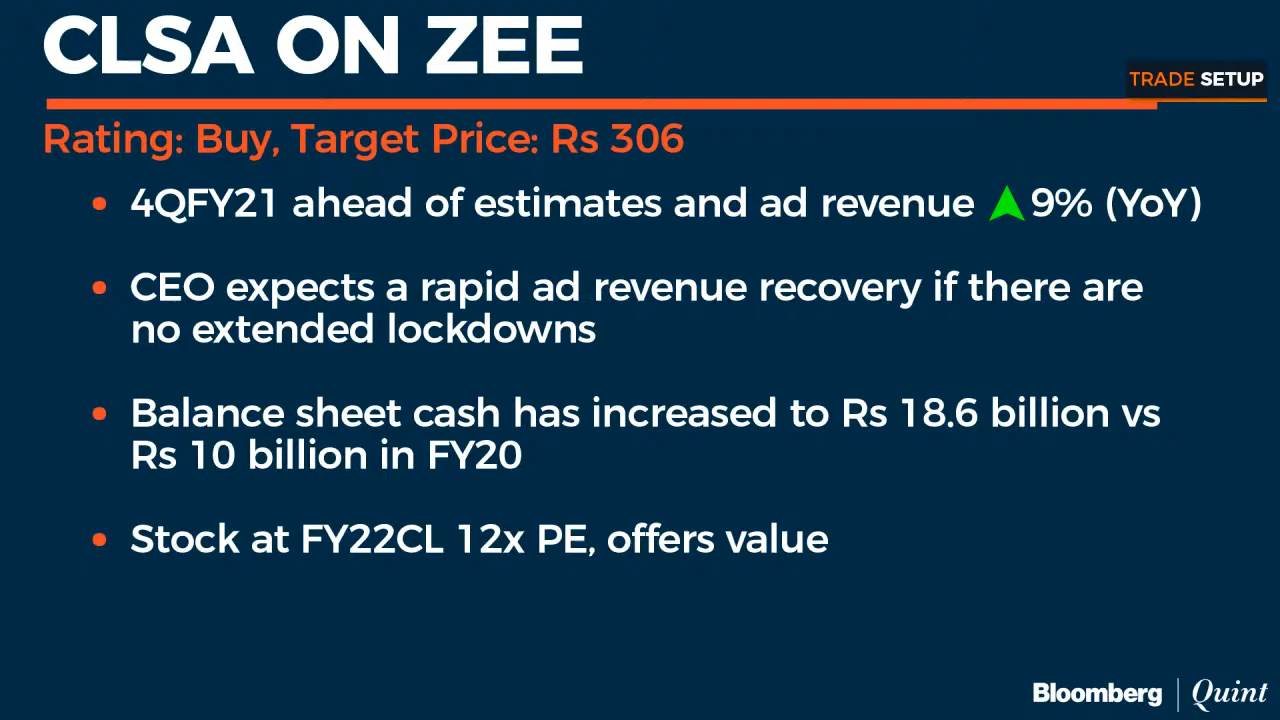 CLSA ON ZEE
TRADE SETUP
Rating: Buy, Target Price: Rs 306
• 4QFY21 ahead of estimates and ad revenue ▲9% (YoY)
• CEO expects a rapid ad revenue recovery if there are
no extended lockdowns
• Balance sheet cash has increased to Rs 18.6 billion vs
Rs 10 billion in FY20
• Stock at FY22CL 12x PE, offers value
Bloomberg | Quint